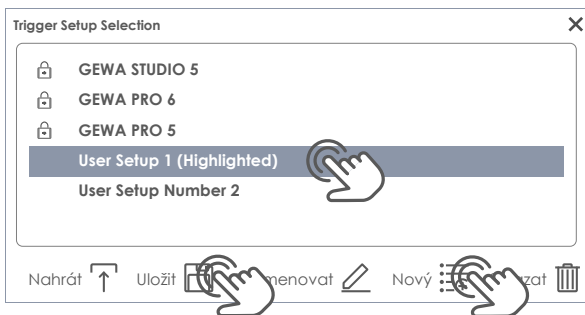 Trigger Setup Selection
GEWA STUDIO 5
GEWA PRO 6
GEWA PRO 5
User Setup 1 (Highlighted)
User Setup Number 2
Nahrát Uložit Nový